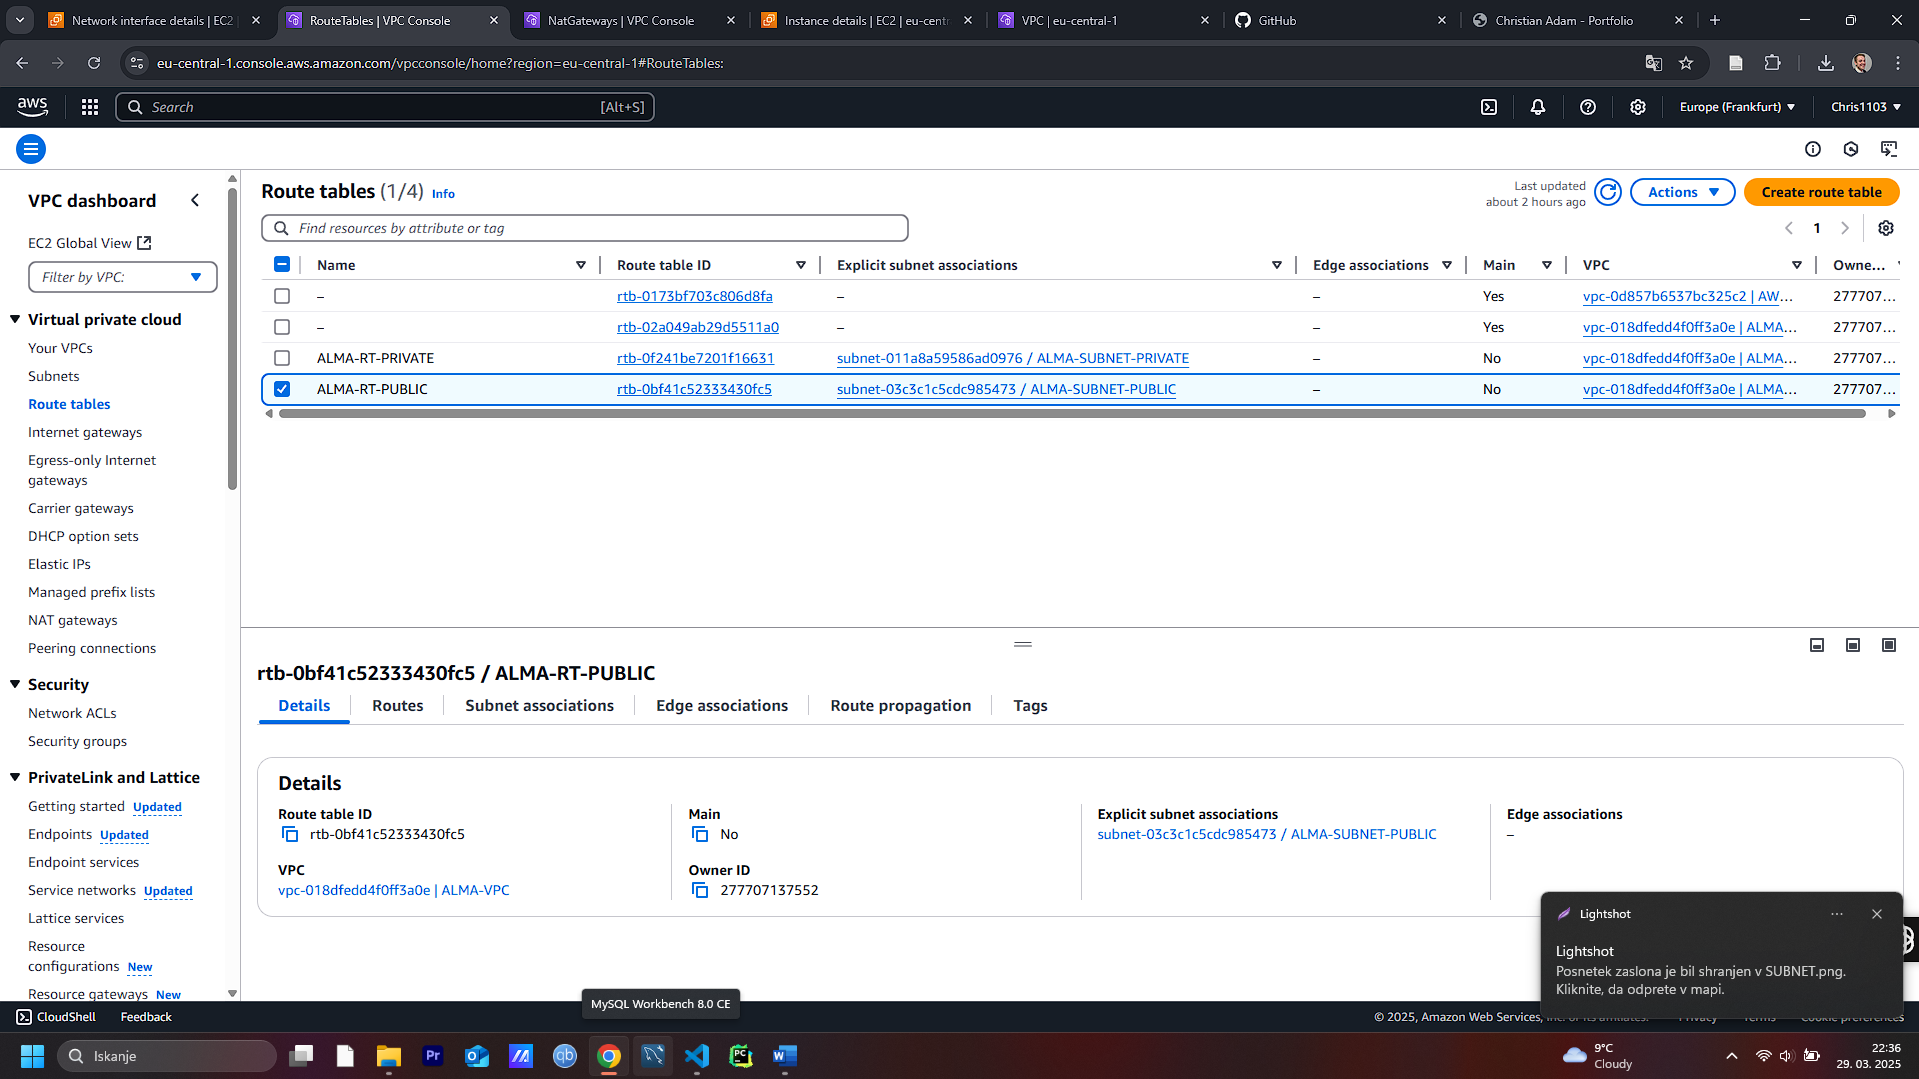 Network interface details | EC2
RouteTables | VPC Console
NatGateways | VPC Console
Instance details | EC2 | eu-centr
VPC | eu-central-1
GitHub
Christian Adam - Portfolio
eu-central-1.console.aws.amazon.com/vpcconsole/home?region=eu-central-1#RouteTables:
aws
Search
[Alt+S]
Europe (Frankfurt)
Chris1103
VPC dashboard
EC2 Global View
Filter by VPC:
Virtual private cloud
Your VPCs
Subnets
Route tables
Internet gateways
Egress-only Internet
gateways
Carrier gateways
DHCP option sets
Elastic IPs
Managed prefix lists
NAT gateways
Peering connections
Security
Network ACLs
Security groups
PrivateLink and Lattice
Getting started Updated
Endpoints Updated
Endpoint services
Service networks Updated
Lattice services
Resource
configurations New
Resource gateways New
Route tables (1/4) Info
Last updated
about 2 hours ago
Actions
Create route table
Find resources by attribute or tag
1
Name Route table ID Explicit subnet associations Edge associations Main VPC Owne...
– rtb-0173bf703c806d8fa – – Yes vpc-0d857b6537bc325c2 | AW... 277707...
– rtb-02a049ab29d5511a0 – – Yes vpc-018dfedd4f0ff3a0e | ALMA... 277707...
ALMA-RT-PRIVATE rtb-0f241be7201f16631 subnet-011a8a59586ad0976 / ALMA-SUBNET-PRIVATE – No vpc-018dfedd4f0ff3a0e | ALMA... 277707...
ALMA-RT-PUBLIC rtb-0bf41c52333430fc5 subnet-03c3c1c5cdc985473 / ALMA-SUBNET-PUBLIC – No vpc-018dfedd4f0ff3a0e | ALMA... 277707...
rtb-0bf41c52333430fc5 / ALMA-RT-PUBLIC
Details Routes Subnet associations Edge associations Route propagation Tags
Details
Route table ID
rtb-0bf41c52333430fc5
VPC
vpc-018dfedd4f0ff3a0e | ALMA-VPC
Main
No
Owner ID
277707137552
Explicit subnet associations
subnet-03c3c1c5cdc985473 / ALMA-SUBNET-PUBLIC
Edge associations
–
Lightshot
Lightshot
Posnetek zaslona je bil shranjen v SUBNET.png.
Kliknite, da odprete v mapi.
MySQL Workbench 8.0 CE
CloudShell
Feedback
© 2025, Amazon Web Services, Inc. or its affiliates.
Privacy
Terms
Cookie preferences
Iskanje
Pr
qb
PC
9°C
Cloudy
22:36
29. 03. 2025